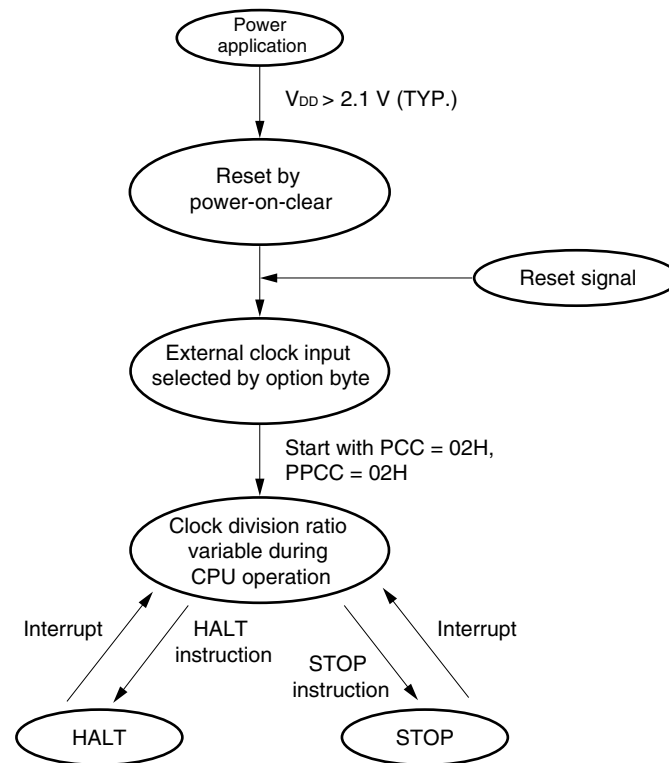 Power
application
VDD > 2.1 V (TYP.)
Reset by
power-on-clear
Reset signal
External clock input
selected by option byte
Start with PCC = 02H,
PPCC = 02H
Clock division ratio
variable during
CPU operation
Interrupt
HALT
instruction
STOP
instruction
Interrupt
HALT
STOP